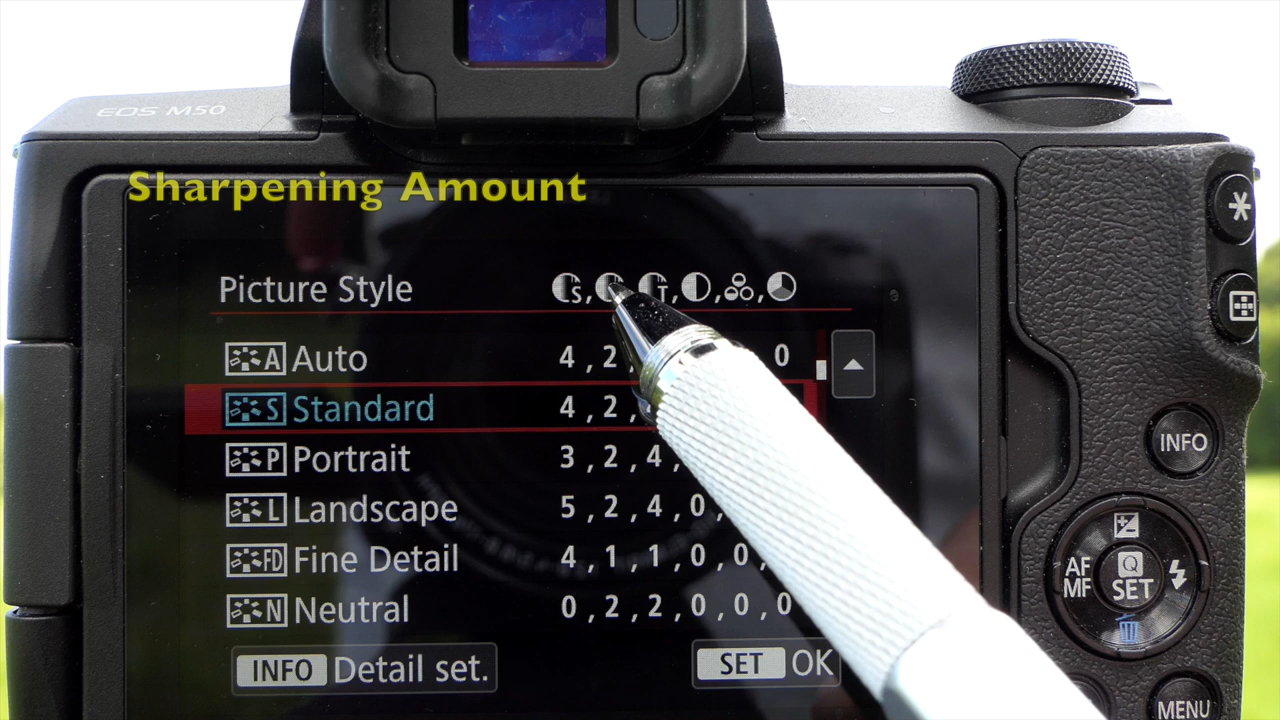 EOS M50
Sharpening Amount
Picture Style S, , T, , ,
A Auto 4,2, 0
S Standard 4,2,
P Portrait 3,2,4,
L Landscape 5,2,4,0,
FD Fine Detail 4,1,1,0,0,
N Neutral 0,2,2,0,0,0
INFO Detail set. SET OK
INFO
AF
MF
Q
SET
MENU